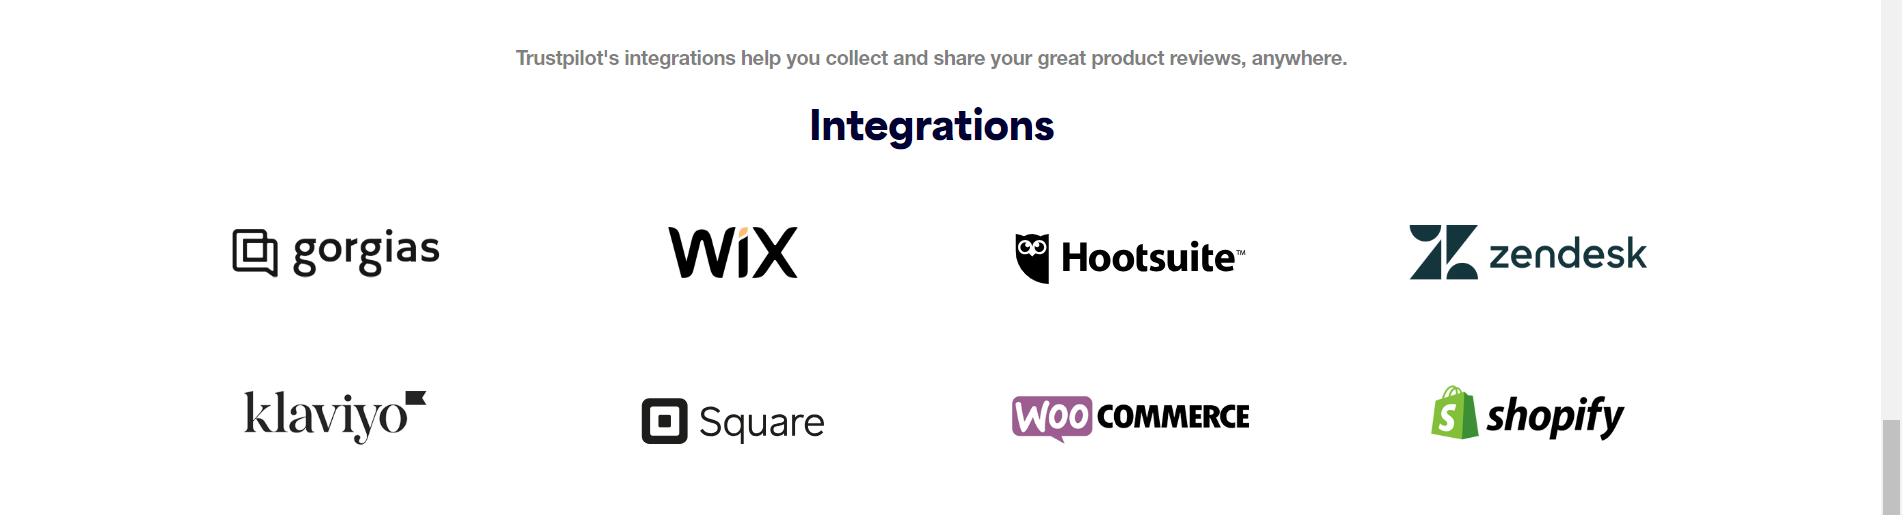 Trustpilot's integrations help you collect and share your great product reviews, anywhere.
Integrations
gorgias
WiX
Hootsuite™
zendesk
klaviyo
Square
WOO COMMERCE
S shopify